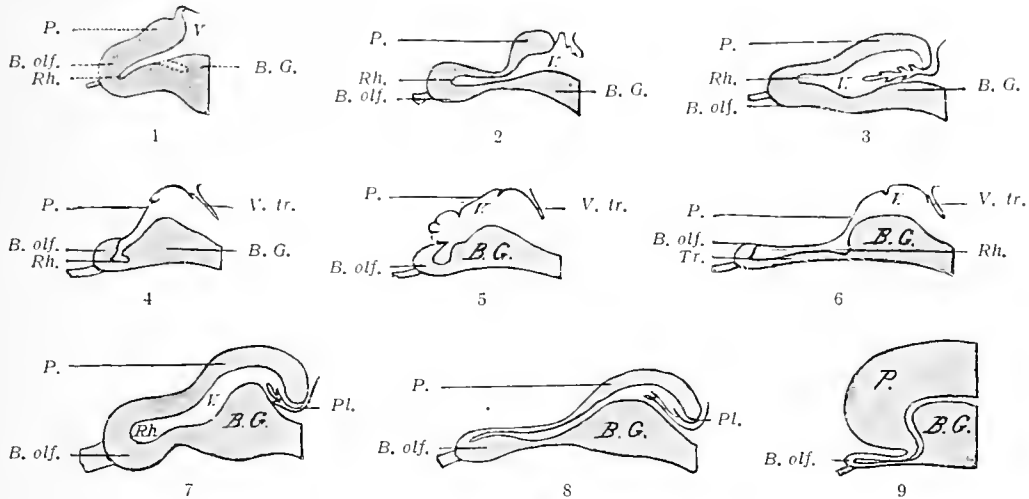 P.
V
B. olf.
Rh.
B. G.
1
P.
V.
Rh.
B. olf.
B. G.
2
P.
Rh.
V.
B. G.
B. olf.
3
P.
V. tr.
B. olf.
B. G.
Rh.
4
P.
V.
V. tr.
B. G.
B. olf.
5
V.
P.
V. tr.
B. olf.
B. G.
Tr.
Rh.
6
P.
V.
Pl.
B. G.
Rh
B. olf.
7
P.
Pl.
B. G.
B. olf.
8
P.
B. G.
B. olf.
9